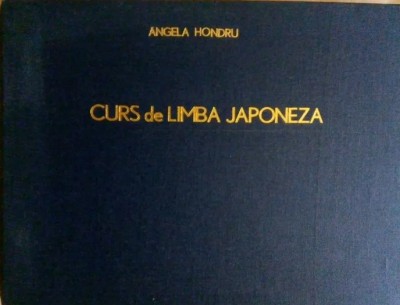 ANGELA HONDRU
CURS de LIMBA JAPONEZA